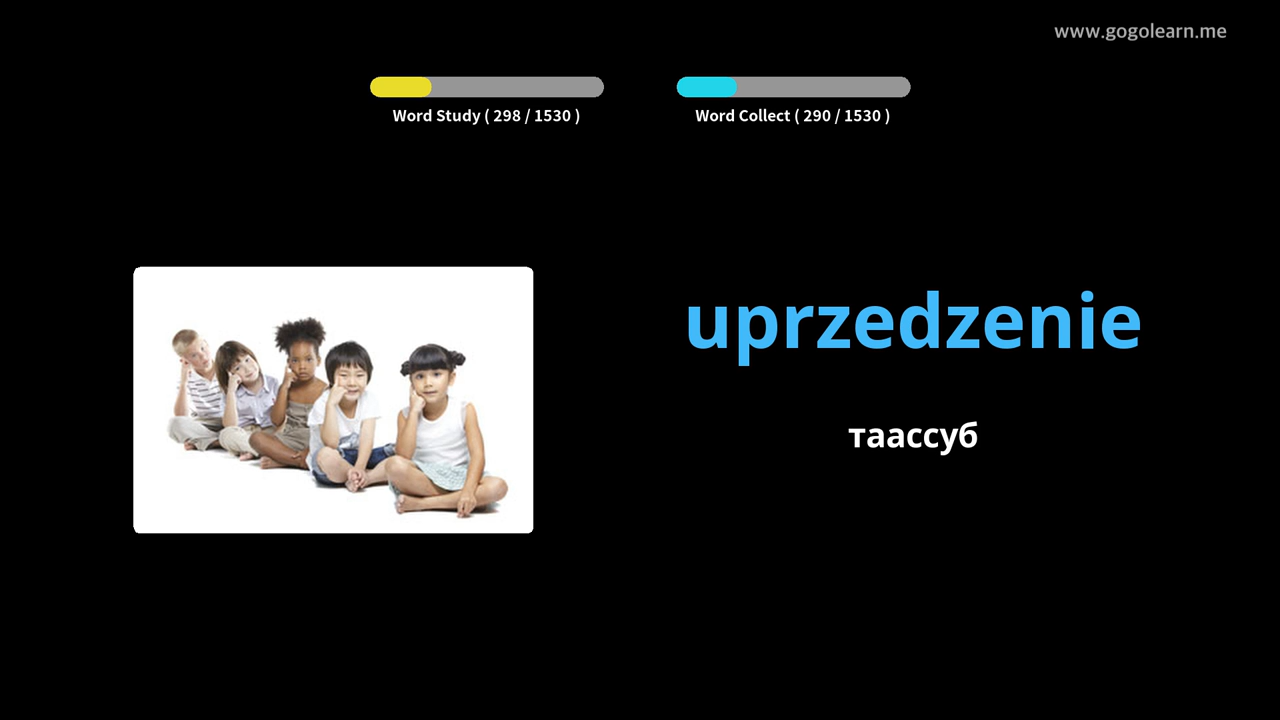 www.gogolearn.me
Word Study ( 298 / 1530 )
Word Collect ( 290 / 1530 )
uprzedzenie
таассуб